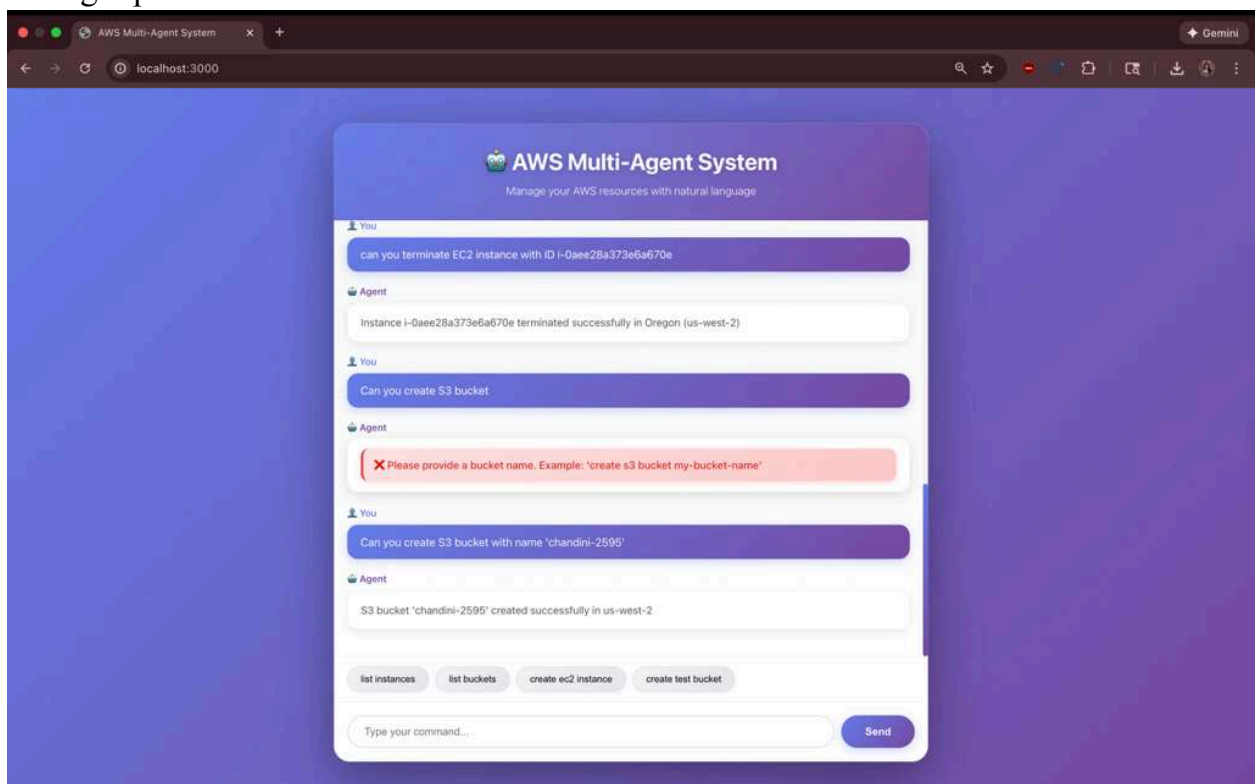 AWS Multi-Agent System
Gemini
localhost:3000
AWS Multi-Agent System
Manage your AWS resources with natural language
You
can you terminate EC2 instance with ID i-0aee28a373e6a670e
Agent
Instance i-0aee28a373e6a670e terminated successfully in Oregon (us-west-2)
You
Can you create S3 bucket
Agent
Please provide a bucket name. Example: 'create s3 bucket my-bucket-name'
You
Can you create S3 bucket with name 'chandini-2595'
Agent
S3 bucket 'chandini-2595' created successfully in us-west-2
list instances list buckets create ec2 instance create test bucket
Type your command...
Send